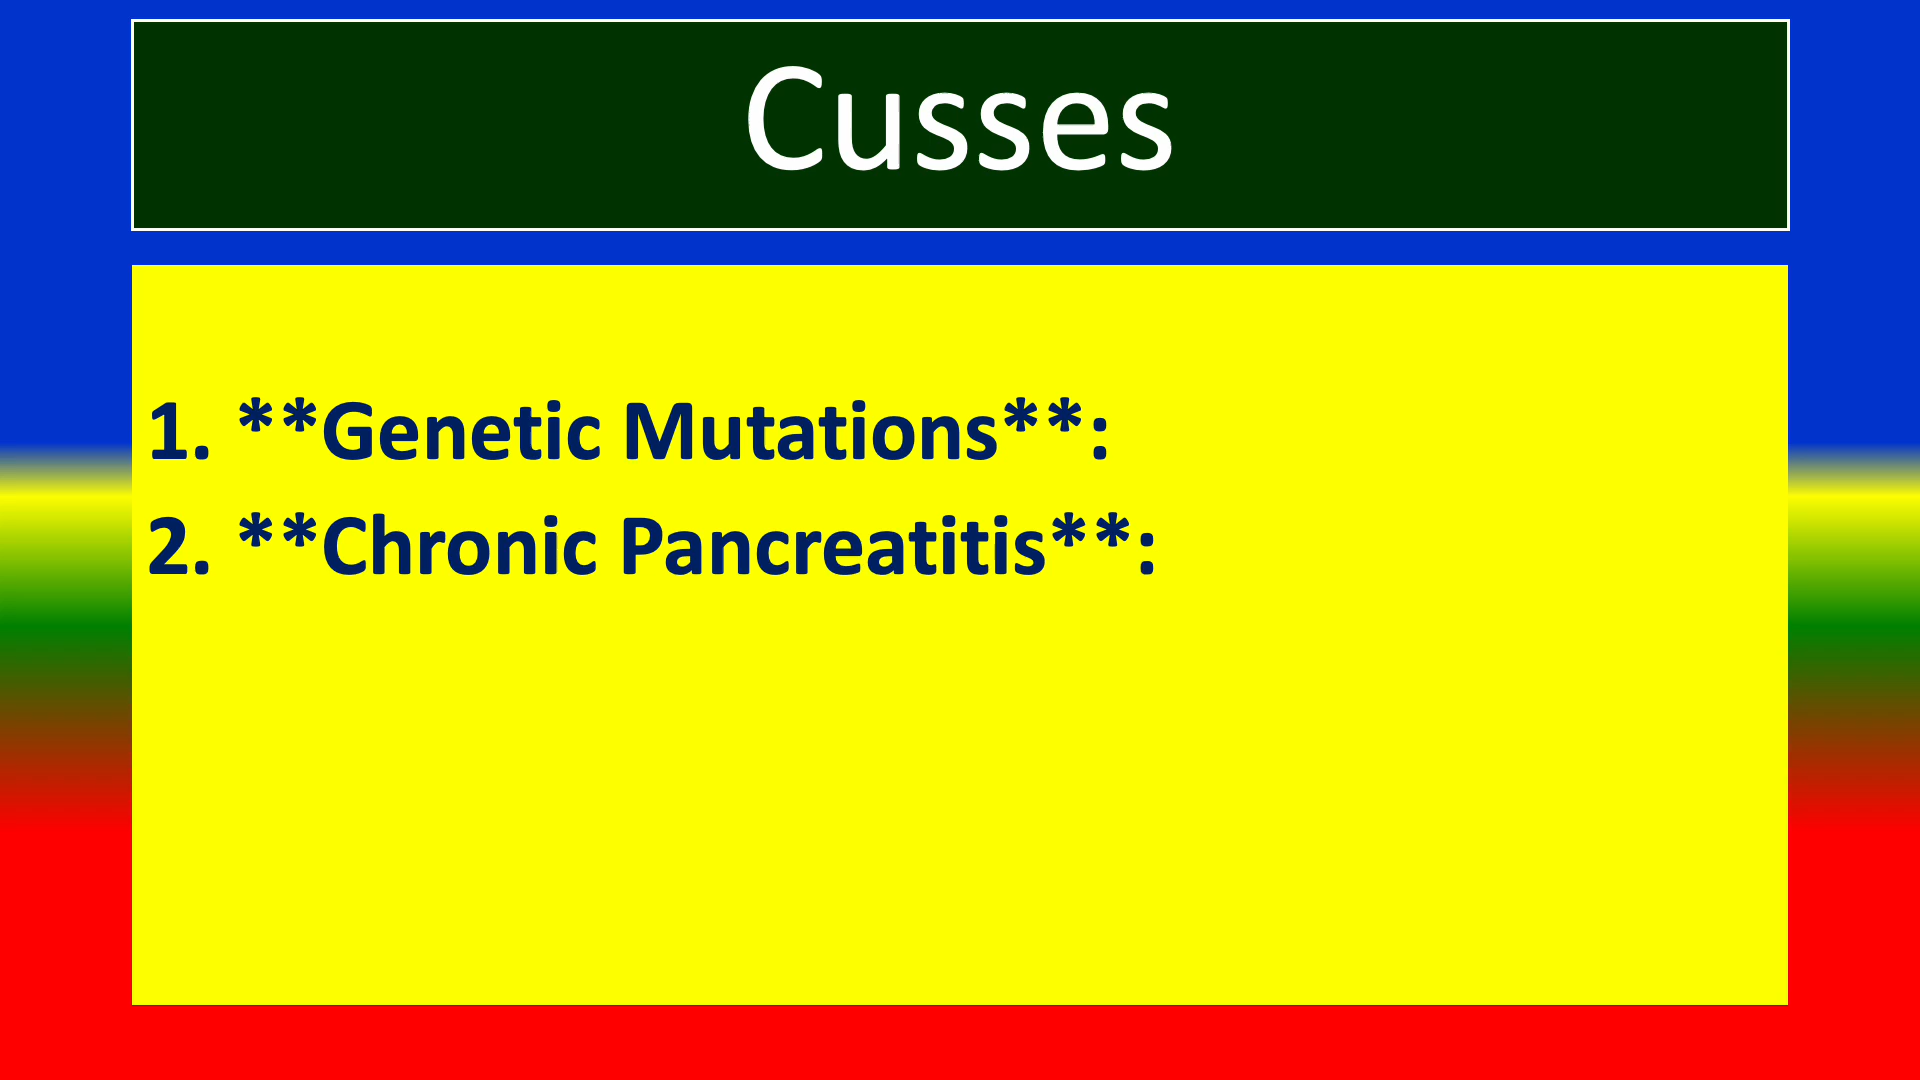 Cusses
1. **Genetic Mutations**:
2. **Chronic Pancreatitis**: